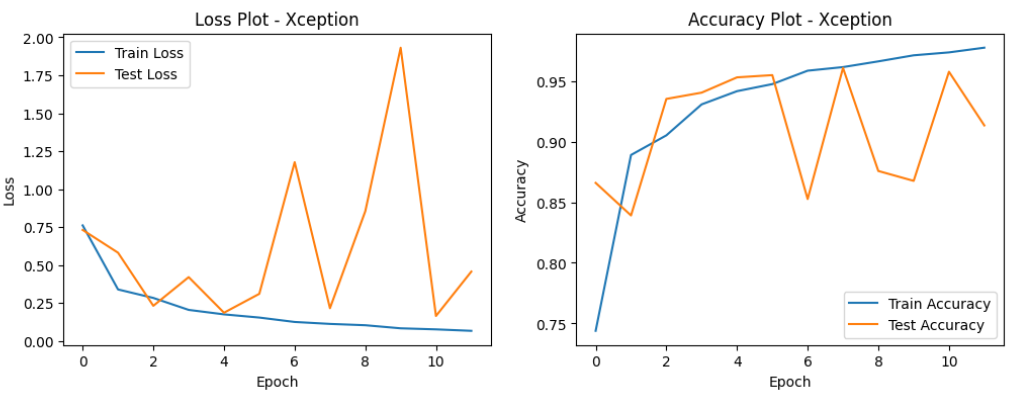 Loss Plot - Xception
2.00
1.75
1.50
1.25
1.00
0.75
0.50
0.25
0.00
Loss
Train Loss
Test Loss
0 2 4 6 8 10
Epoch
Accuracy Plot - Xception
0.95
0.90
0.85
0.80
0.75
Accuracy
Train Accuracy
Test Accuracy
0 2 4 6 8 10
Epoch